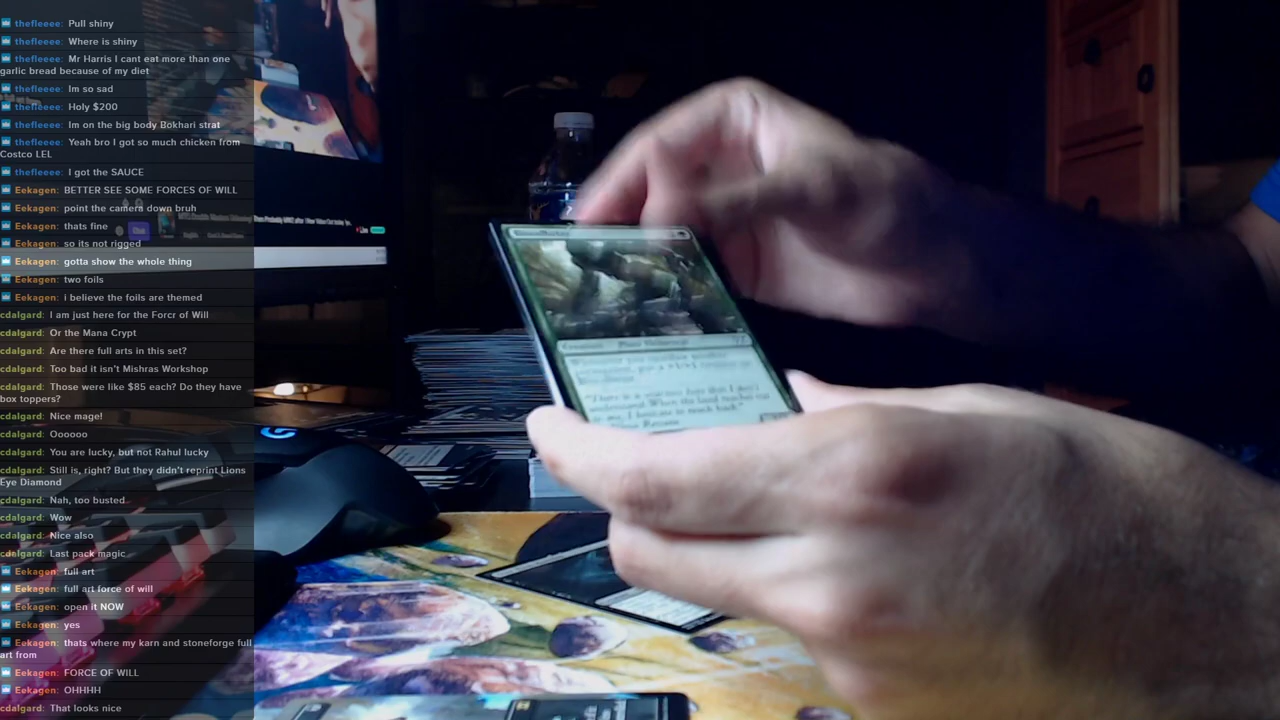 thefleeee: Pull shiny
thefleeee: Where is shiny
thefleeee: Mr Harris I cant eat more than one
garlic bread because of my diet
thefleeee: Im so sad
thefleeee: Holy $200
thefleeee: Im on the big body Bokhari strat
thefleeee: Yeah bro I got so much chicken from
Costco LEL
thefleeee: I got the SAUCE
Eekagen: BETTER SEE SOME FORCES OF WILL
Eekagen: point the camera down bruh
Eekagen: thats fine
Eekagen: so its not rigged
Eekagen: gotta show the whole thing
Eekagen: two foils
Eekagen: i believe the foils are themed
cdalgard: I am just here for the Forcr of Will
cdalgard: Or the Mana Crypt
cdalgard: Are there full arts in this set?
cdalgard: Too bad it isn't Mishras Workshop
cdalgard: Those were like $85 each? Do they have
box toppers?
cdalgard: Nice mage!
cdalgard: Oooooo
cdalgard: You are lucky, but not Rahul lucky
cdalgard: Still is, right? But they didn't reprint Lions
Eye Diamond
cdalgard: Nah, too busted
cdalgard: Wow
cdalgard: Nice also
cdalgard: Last pack magic
Eekagen: full art
Eekagen: full art force of will
Eekagen: open it NOW
Eekagen: yes
Eekagen: thats where my karn and stoneforge full
art from
Eekagen: FORCE OF WILL
Eekagen: OHHHH
cdalgard: That looks nice